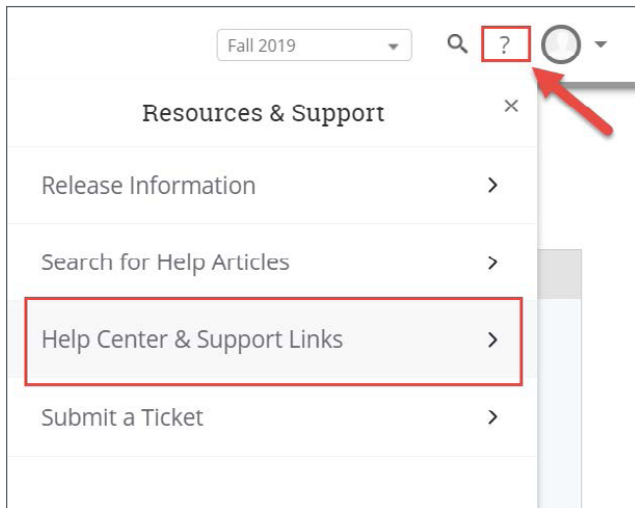 Fall 2019
?
Resources & Support
×
Release Information
Search for Help Articles
Help Center & Support Links
Submit a Ticket